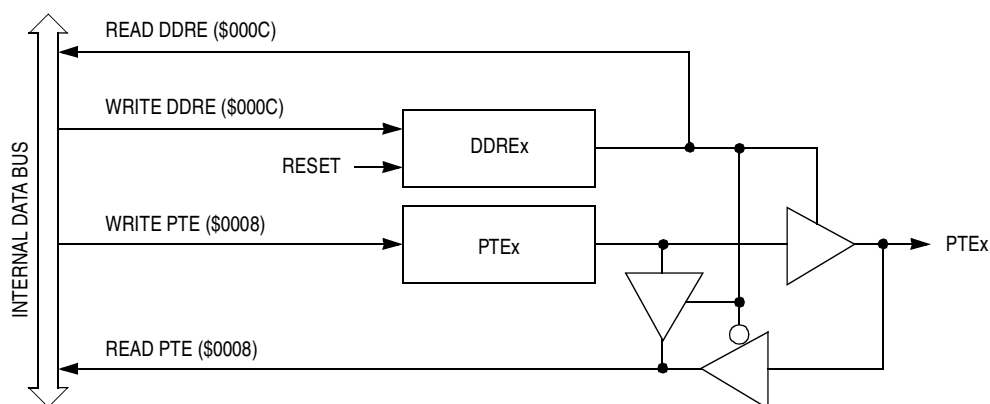 READ DDRE ($000C)
WRITE DDRE ($000C)
DDREx
RESET
INTERNAL DATA BUS
WRITE PTE ($0008)
PTEx
PTEx
READ PTE ($0008)